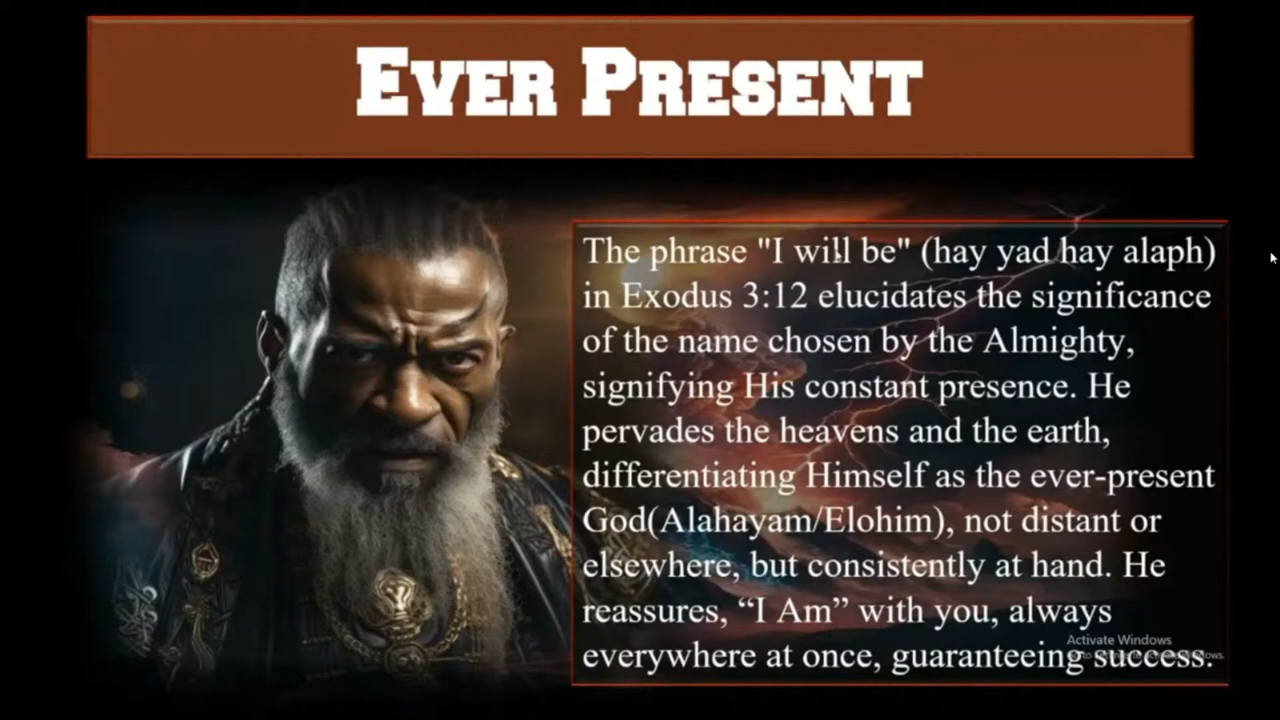 EVER PRESENT
The phrase "I will be" (hay yad hay alaph)
in Exodus 3:12 elucidates the significance
of the name chosen by the Almighty,
signifying His constant presence. He
pervades the heavens and the earth,
differentiating Himself as the ever-present
God(Alahayam/Elohim), not distant or
elsewhere, but consistently at hand. He
reassures, “I Am” with you, always
everywhere at once, guaranteeing success.
Activate Windows